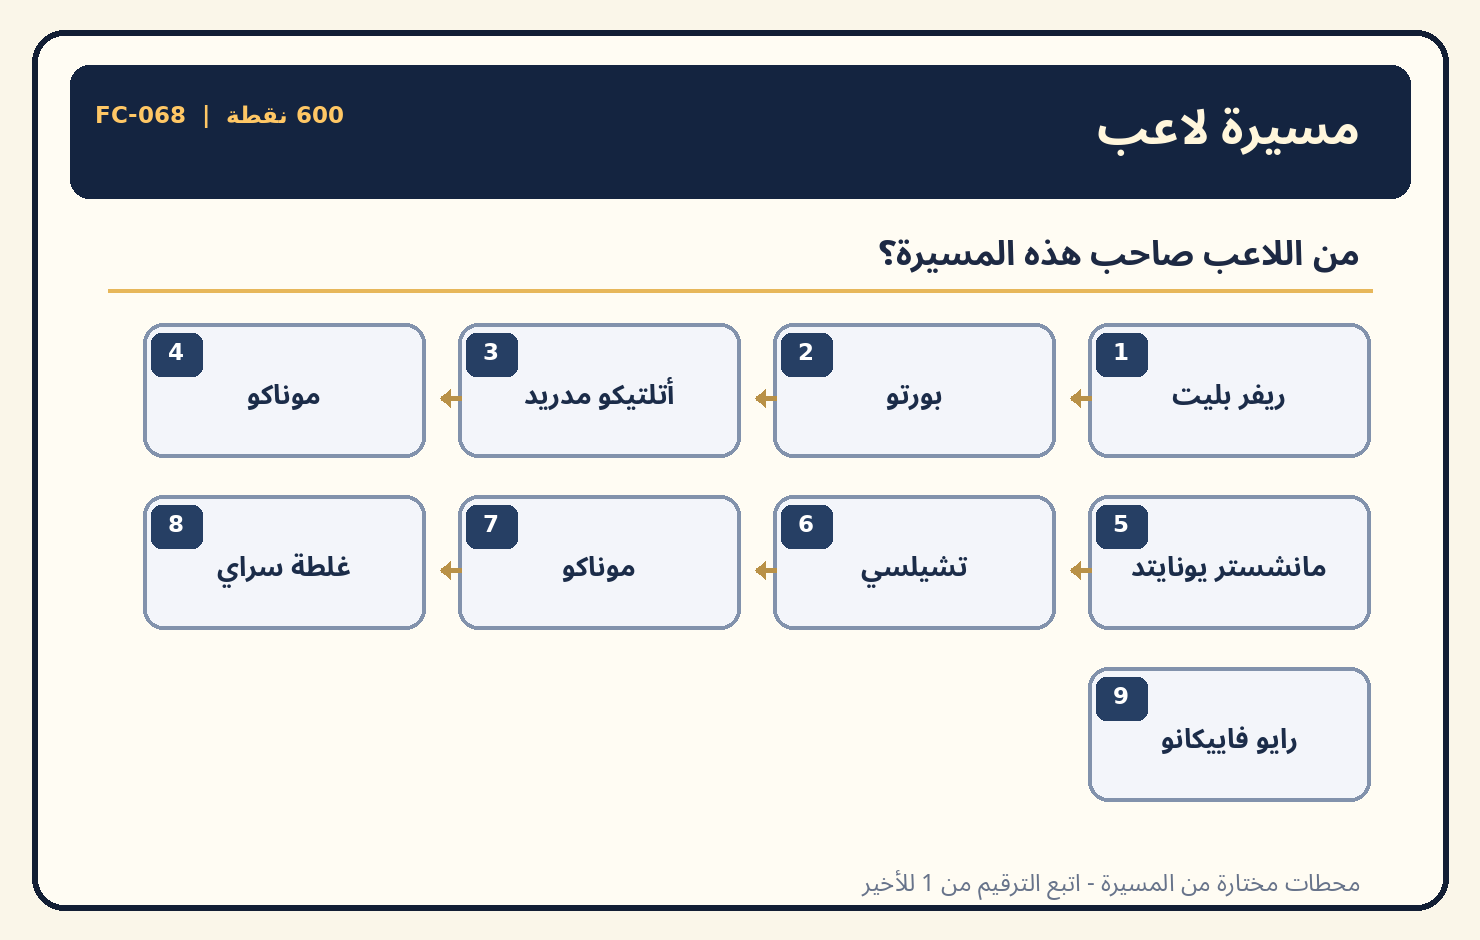 مسيرة لاعب
600 نقطة | FC-068
من اللاعب صاحب هذه المسيرة؟
1
ريفر بليت
2
بورتو
3
أتلتيكو مدريد
4
موناكو
5
مانشستر يونايتد
6
تشيلسي
7
موناكو
8
غلطة سراي
9
رايو فاييكانو
محطات مختارة من المسيرة - اتبع الترقيم من 1 للأخير